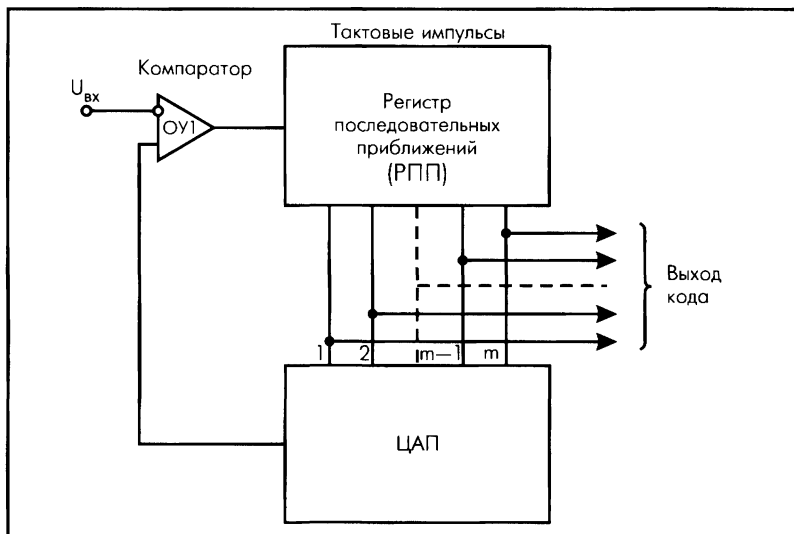 Тактовые импульсы
Компаратор
Uвх
ОУ1
Регистр
последовательных
приближений
(РПП)
Выход
кода
1 2 m—1 m
ЦАП